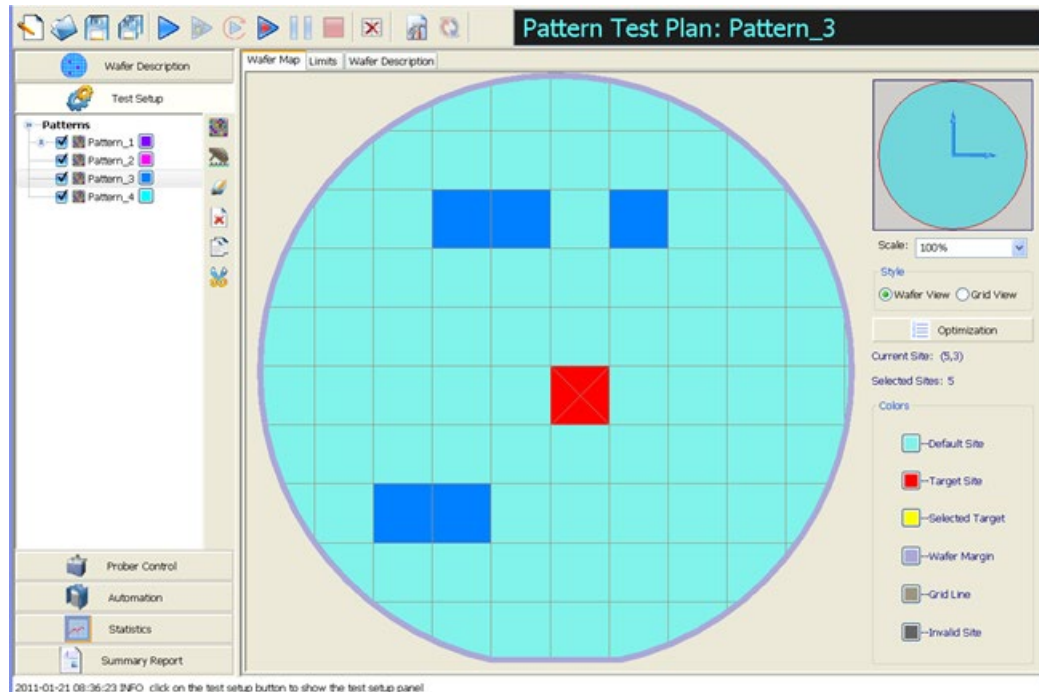 Pattern Test Plan: Pattern_3
Wafer Description
Test Setup
Patterns
Pattern_1
Pattern_2
Pattern_3
Pattern_4
Prober Control
Automation
Statistics
Summary Report
Wafer Map Limits Wafer Description
Scale: 100%
Style
Wafer View Grid View
Optimization
Current Site: (5,3)
Selected Sites: 5
Colors
--Default Site
--Target Site
--Selected Target
--Wafer Margin
--Grid Line
--Invalid Site
2011-01-21 08:36:23 INFO click on the test setup button to show the test setup panel